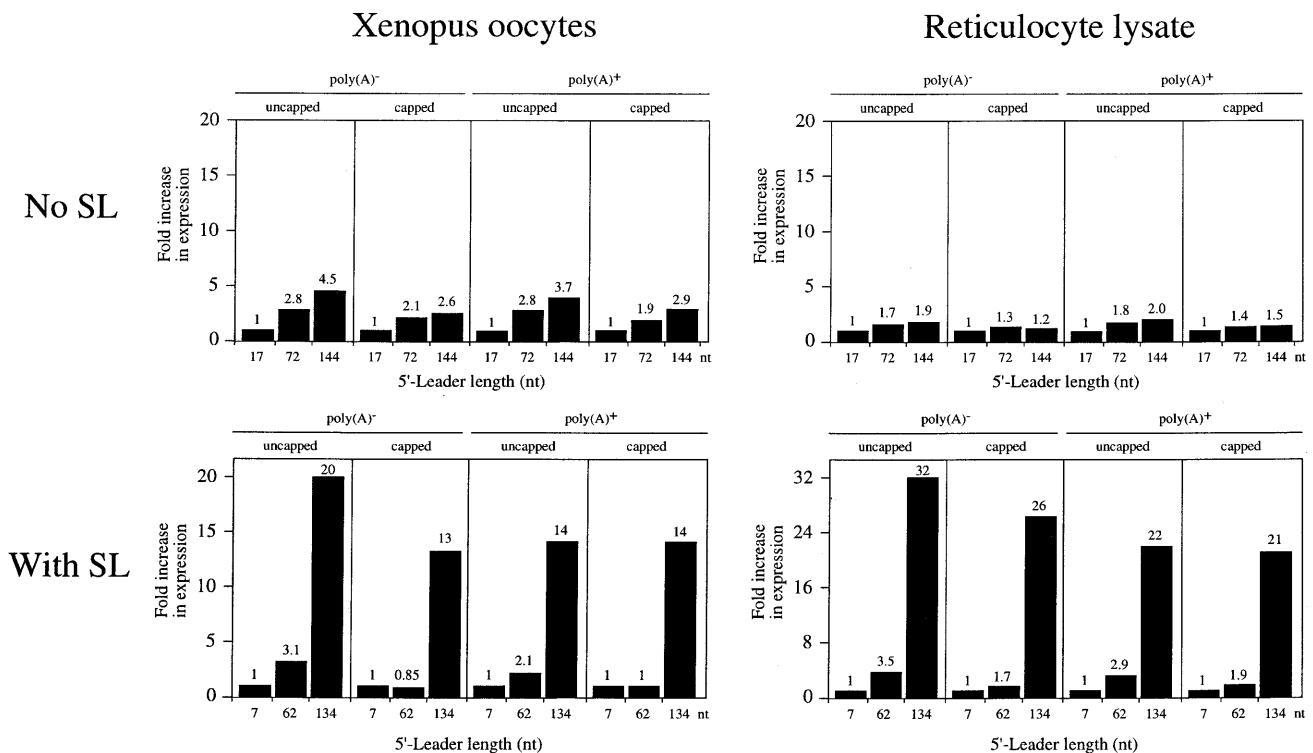 Xenopus oocytes
Reticulocyte lysate
No SL
poly(A)- poly(A)+
uncapped capped uncapped capped
Fold increase
in expression
20
15
10
5
0
1 2.8 4.5 1 2.1 2.6 1 2.8 3.7 1 1.9 2.9
17 72 144 17 72 144 17 72 144 17 72 144 nt
5'-Leader length (nt)
poly(A)- poly(A)+
uncapped capped uncapped capped
Fold increase
in expression
20
15
10
5
0
1 1.7 1.9 1 1.3 1.2 1 1.8 2.0 1 1.4 1.5
17 72 144 17 72 144 17 72 144 17 72 144 nt
5'-Leader length (nt)
With SL
poly(A)- poly(A)+
uncapped capped uncapped capped
Fold increase
in expression
20
15
10
5
0
1 3.1 20 1 0.85 13 1 2.1 14 1 1 14
7 62 134 7 62 134 7 62 134 7 62 134 nt
5'-Leader length (nt)
poly(A)- poly(A)+
uncapped capped uncapped capped
Fold increase
in expression
32
24
16
8
0
1 3.5 32 1 1.7 26 1 2.9 22 1 1.9 21
7 62 134 7 62 134 7 62 134 7 62 134 nt
5'-Leader length (nt)